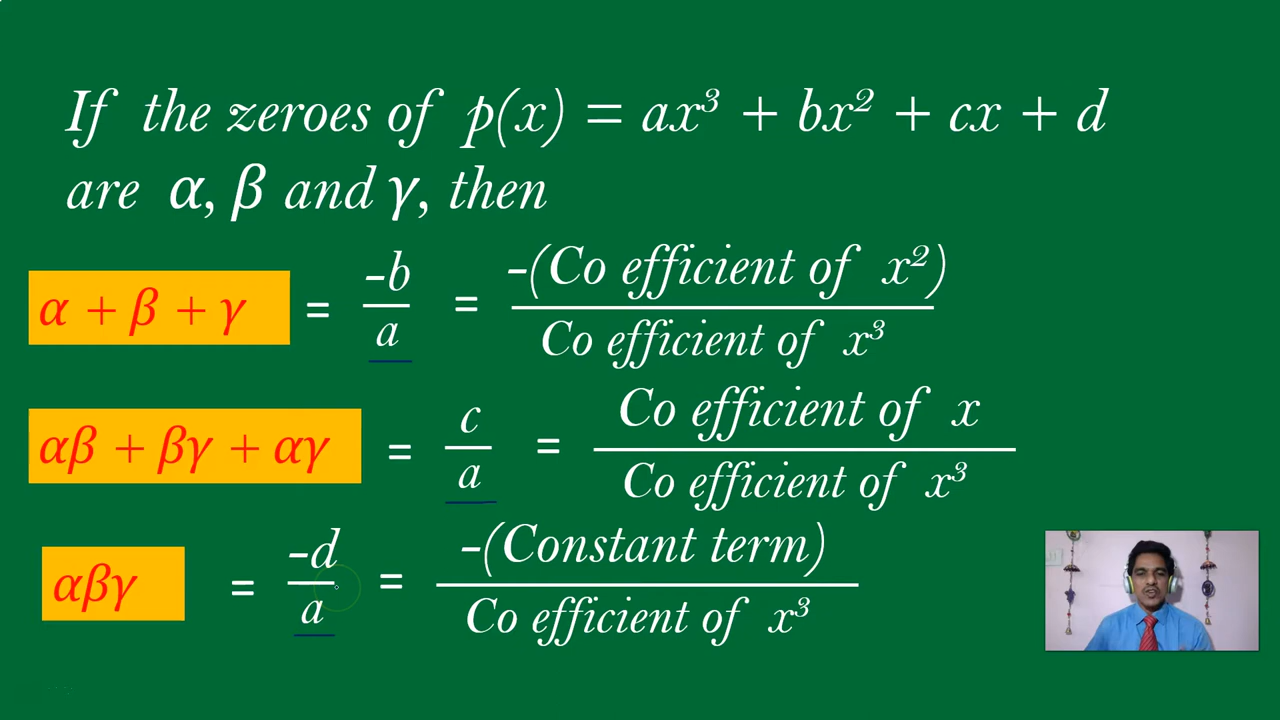 If the zeroes of p(x) = ax³ + bx² + cx + d
are α, β and γ, then
α + β + γ = -b/a = -(Co efficient of x²)/Co efficient of x³
αβ + βγ + αγ = c/a = Co efficient of x/Co efficient of x³
αβγ = -d/a = -(Constant term)/Co efficient of x³